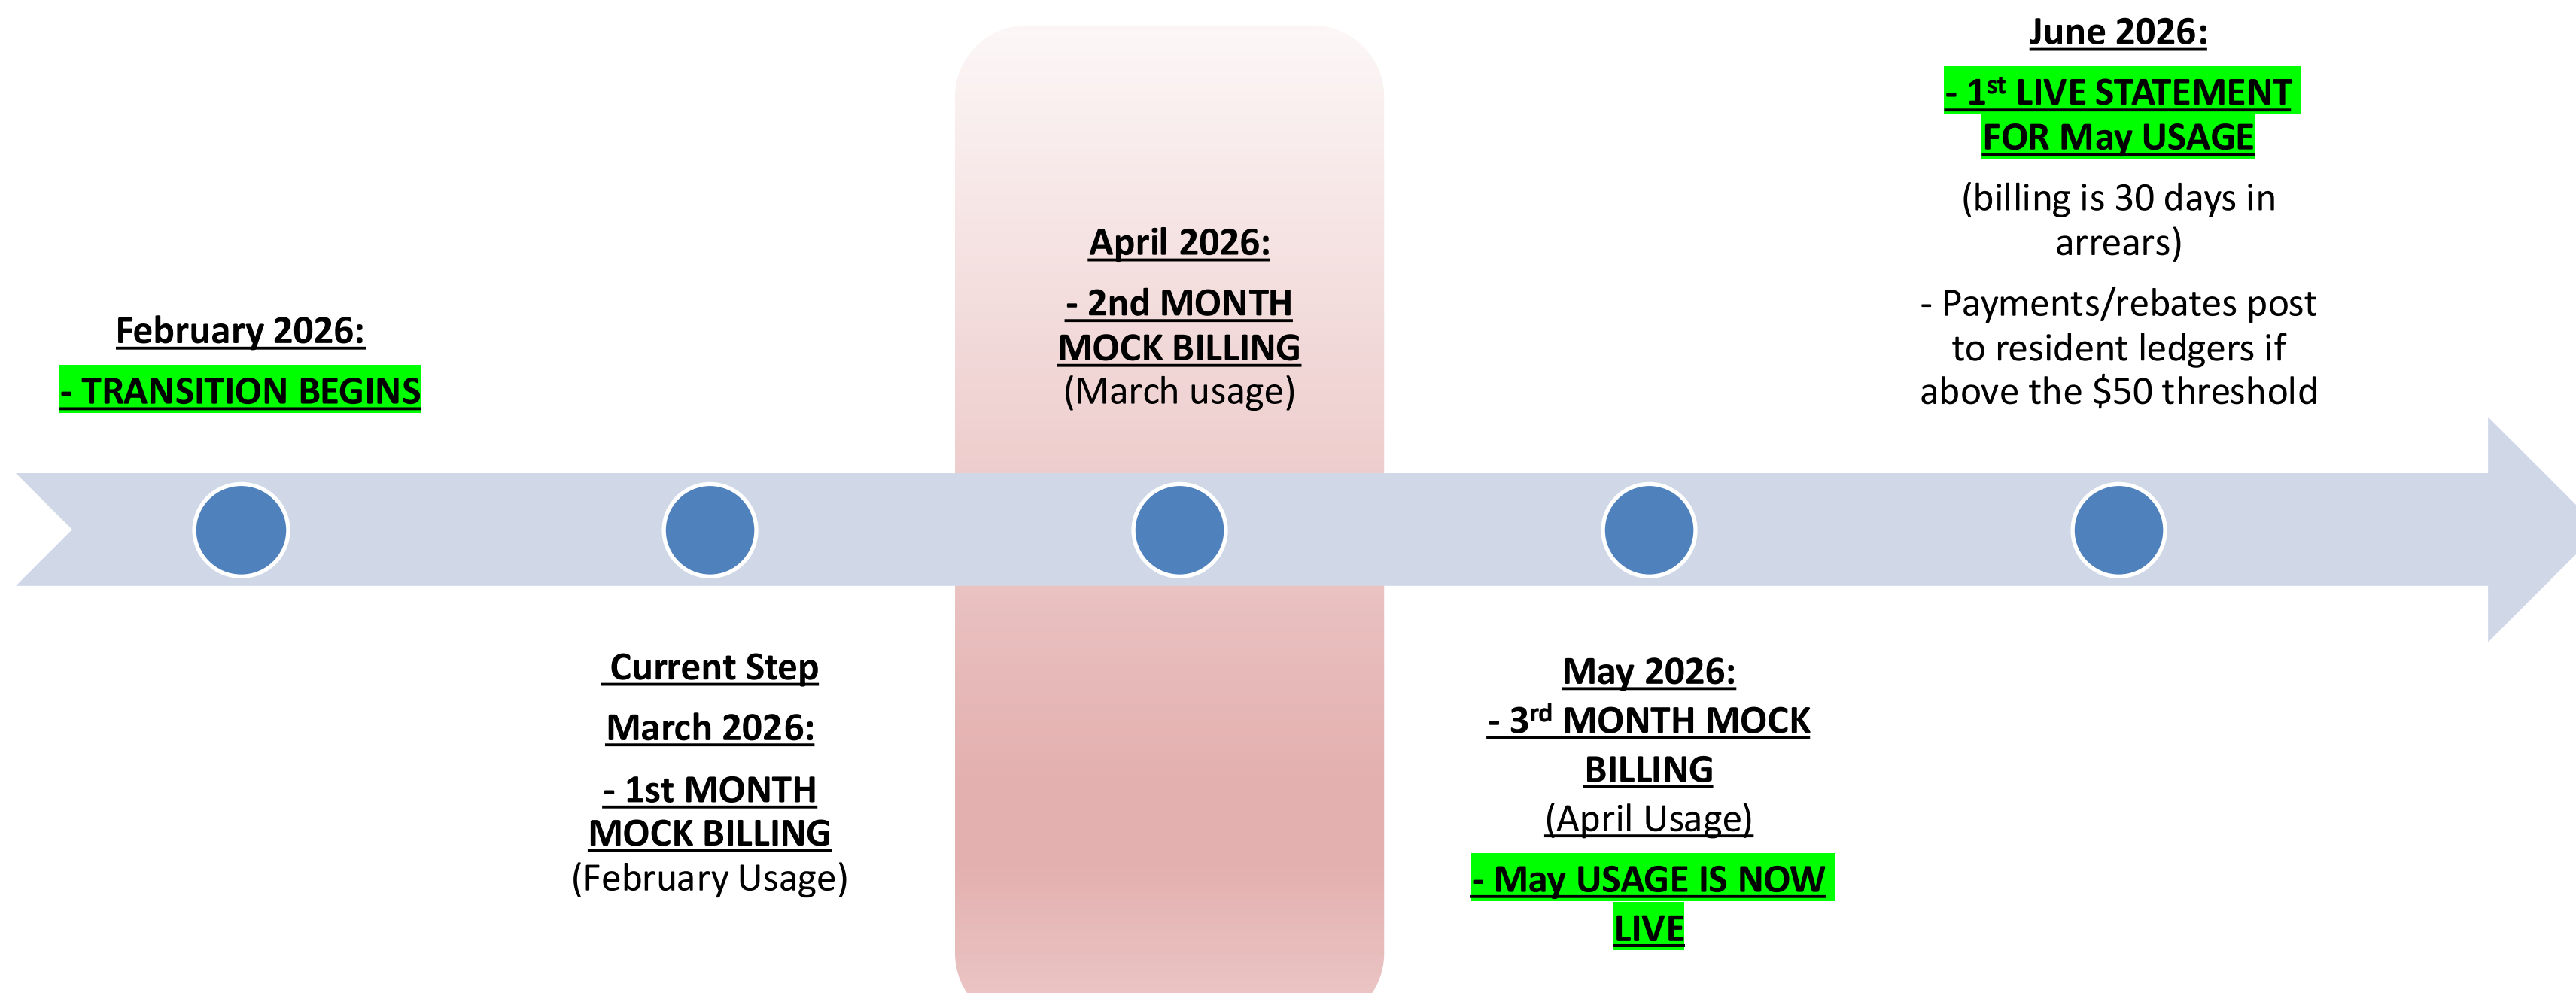 February 2026:
- TRANSITION BEGINS
Current Step
March 2026:
- 1st MONTH
MOCK BILLING
(February Usage)
April 2026:
- 2nd MONTH
MOCK BILLING
(March usage)
May 2026:
- 3rd MONTH MOCK
BILLING
(April Usage)
- May USAGE IS NOW
LIVE
June 2026:
- 1st LIVE STATEMENT
FOR May USAGE
(billing is 30 days in
arrears)
- Payments/rebates post
to resident ledgers if
above the $50 threshold